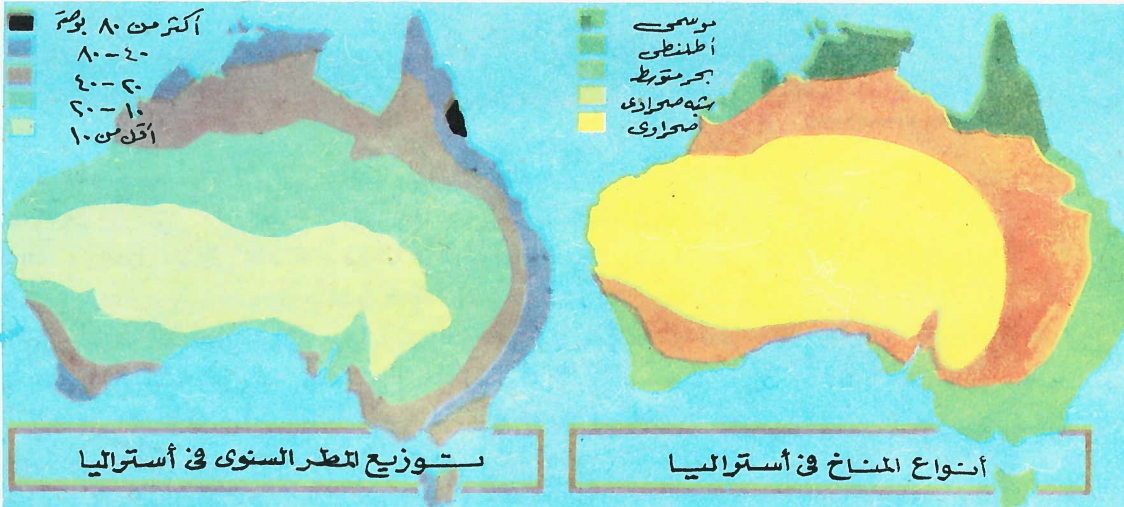 موسمى
أطلنطى
بحر متوسط
شبه صحراوى
صحراوى
أنواع المناخ فى أستراليا
أكثر من ٨٠ بوصة
٤٠ - ٨٠
٢٠ - ٤٠
١٠ - ٢٠
أقل من ١٠
توزيع المطر السنوى فى أستراليا